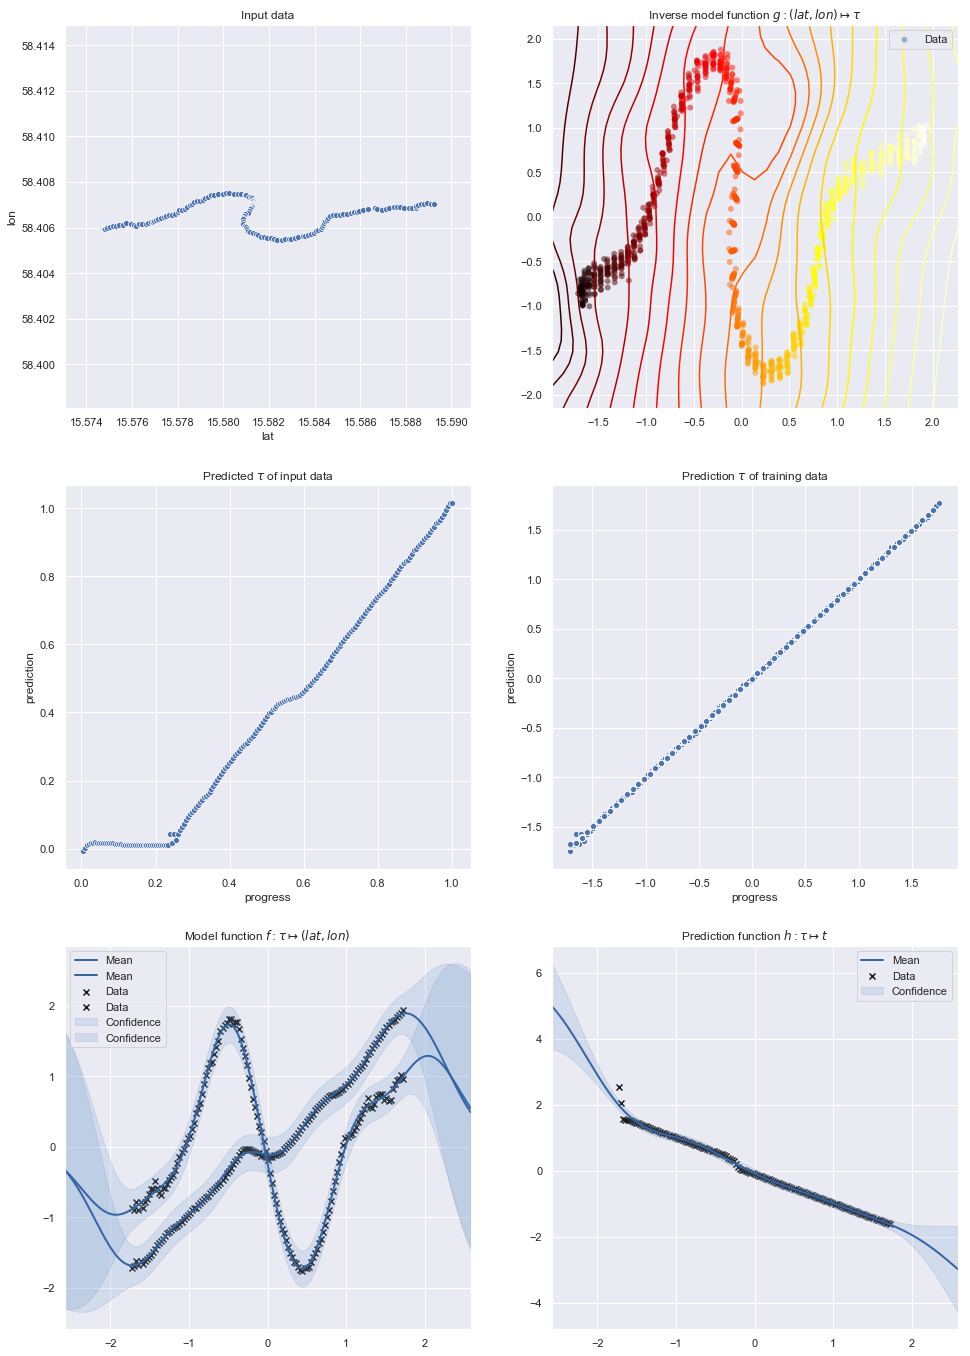 Input data
58.414
58.412
58.410
58.408
58.406
58.404
58.402
58.400
lon
15.574 15.576 15.578 15.580 15.582 15.584 15.586 15.588 15.590
lat
Inverse model function g : (lat, lon) ↦ τ
Data
2.0
1.5
1.0
0.5
0.0
−0.5
−1.0
−1.5
−2.0
−1.5 −1.0 −0.5 0.0 0.5 1.0 1.5 2.0
Predicted τ of input data
1.0
0.8
0.6
0.4
0.2
0.0
prediction
0.0 0.2 0.4 0.6 0.8 1.0
progress
Prediction τ of training data
1.5
1.0
0.5
0.0
−0.5
−1.0
−1.5
prediction
−1.5 −1.0 −0.5 0.0 0.5 1.0 1.5
progress
Model function f : τ ↦ (lat, lon)
Mean
Mean
Data
Data
Confidence
Confidence
2
1
0
−1
−2
−2 −1 0 1 2
Prediction function h : τ ↦ t
Mean
Data
Confidence
6
4
2
0
−2
−4
−2 −1 0 1 2